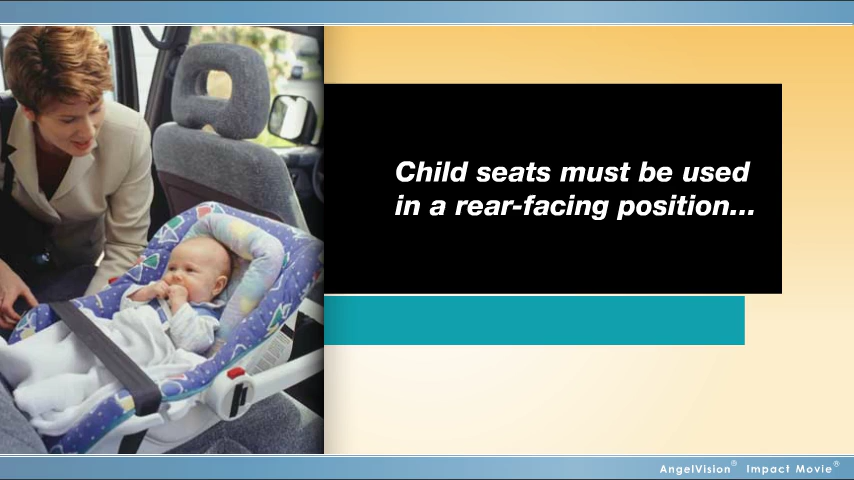 Child seats must be used
in a rear-facing position...
AngelVision® Impact Movie®